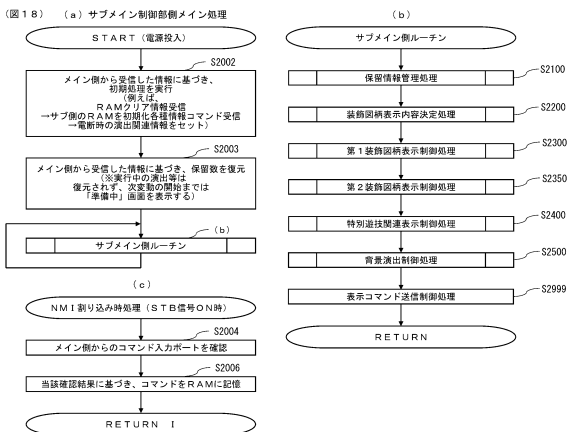 (図18)
(a)サブメイン制御部側メイン処理
START(電源投入)
S2002
メイン側から受信した情報に基づき、
初期処理を実行
(例えば、
RAMクリア情報受信
→サブ側のRAMを初期化各種情報コマンド受信
→電断時の演出関連情報をセット)
S2003
メイン側から受信した情報に基づき、保留数を復元
(※実行中の演出等は
復元されず、次変動の開始までは
「準備中」画面を表示する)
(b)
サブメイン側ルーチン
(c)
NMI割り込み時処理(STB信号ON時)
S2004
メイン側からのコマンド入力ポートを確認
S2006
当該確認結果に基づき、コマンドをRAMに記憶
RETURN I
(b)
サブメイン側ルーチン
S2100
保留情報管理処理
S2200
装飾図柄表示内容決定処理
S2300
第1装飾図柄表示制御処理
S2350
第2装飾図柄表示制御処理
S2400
特別遊技関連表示制御処理
S2500
背景演出制御処理
S2999
表示コマンド送信制御処理
RETURN